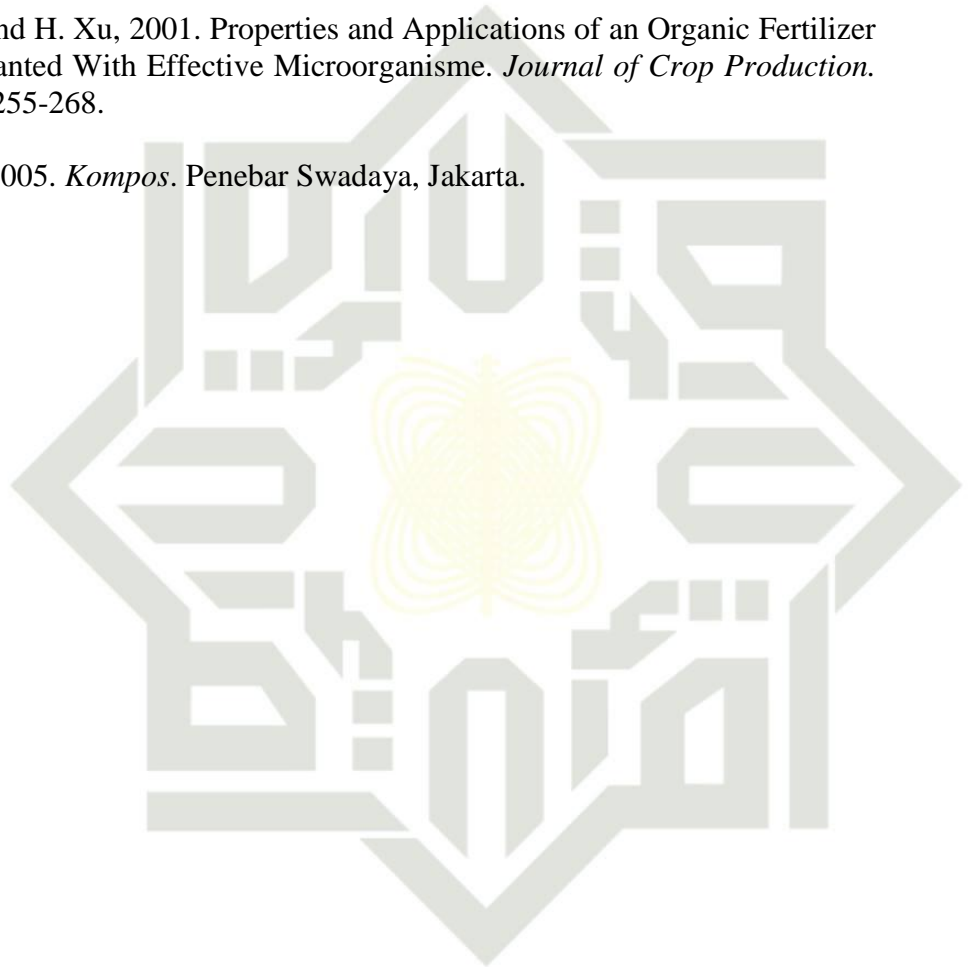 nd H. Xu, 2001. Properties and Applications of an Organic Fertilizer
anted With Effective Microorganisme. Journal of Crop Production.
255-268.
005. Kompos. Penebar Swadaya, Jakarta.